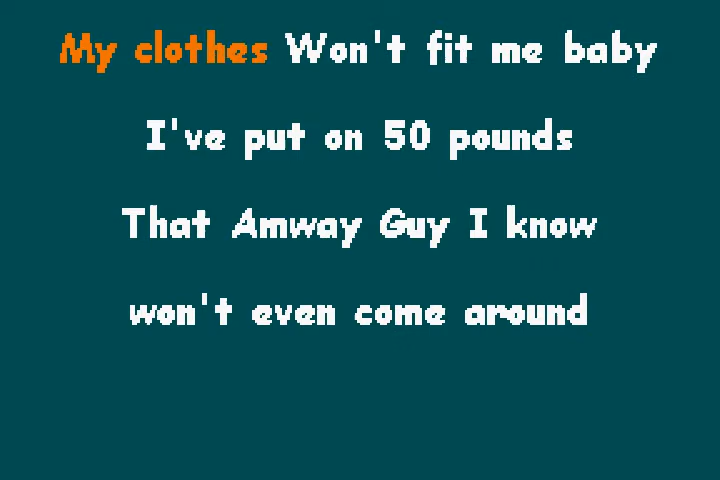 My clothes Won't fit me baby
I've put on 50 pounds
That Amway Guy I know
won't even come around